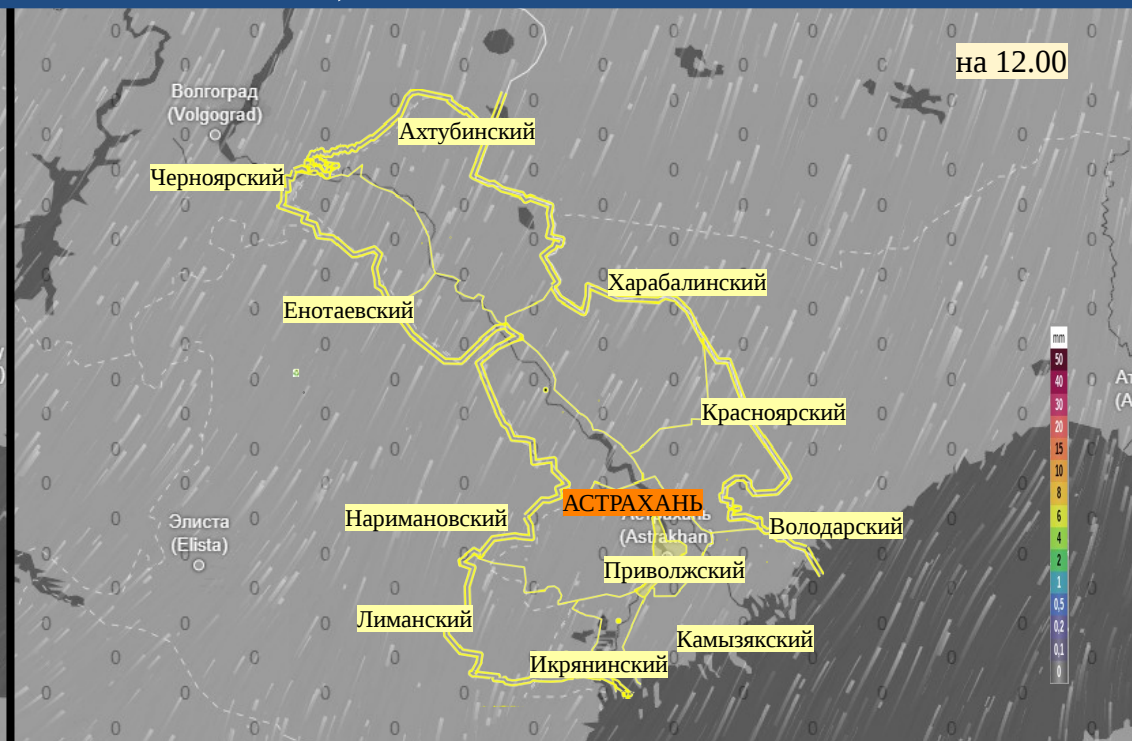 на 12.00
Волгоград
(Volgograd)
Ахтубинский
Черноярский
Харабалинский
Енотаевский
mm
50
40
30
20
15
10
8
6
4
2
1
0,5
0,2
0,1
0
Красноярский
АСТРАХАНЬ
Астрахань
(Astrakhan)
Наримановский
Элиста
(Elista)
Володарский
Приволжский
Лиманский
Камызякский
Икрянинский